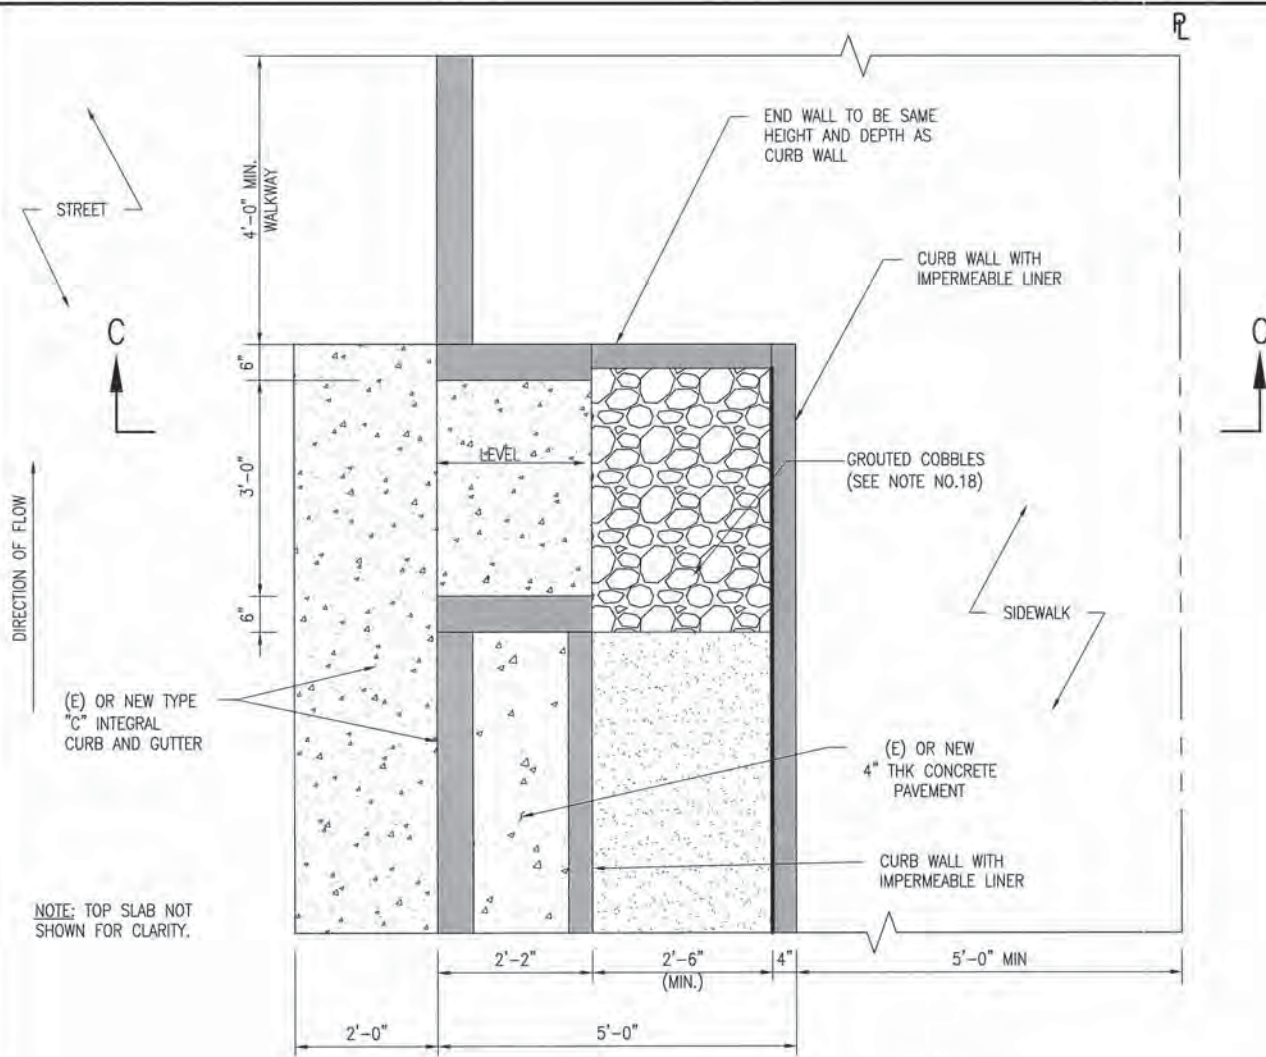 PL
END WALL TO BE SAME
HEIGHT AND DEPTH AS
CURB WALL
4'-0" MIN.
WALKWAY
STREET
CURB WALL WITH
IMPERMEABLE LINER
C
C
6"
3'-0"
LEVEL
GROUTED COBBLES
(SEE NOTE NO.18)
DIRECTION OF FLOW
6"
SIDEWALK
(E) OR NEW TYPE
"C" INTEGRAL
CURB AND GUTTER
(E) OR NEW
4" THK CONCRETE
PAVEMENT
CURB WALL WITH
IMPERMEABLE LINER
NOTE: TOP SLAB NOT
SHOWN FOR CLARITY.
2'-2"
2'-6"
(MIN.)
4"
5'-0" MIN
2'-0"
5'-0"